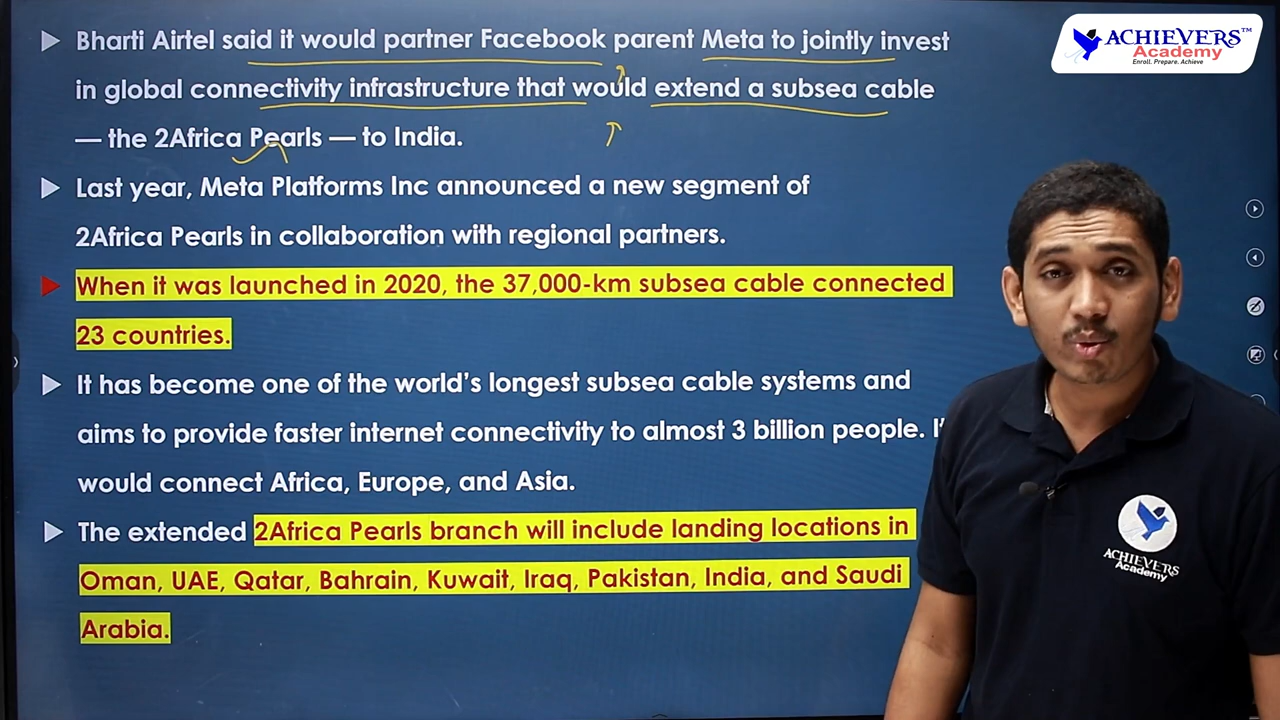 Bharti Airtel said it would partner Facebook parent Meta to jointly invest
in global connectivity infrastructure that would extend a subsea cable
— the 2Africa Pearls — to India.
Last year, Meta Platforms Inc announced a new segment of
2Africa Pearls in collaboration with regional partners.
When it was launched in 2020, the 37,000-km subsea cable connected
23 countries.
It has become one of the world's longest subsea cable systems and
aims to provide faster internet connectivity to almost 3 billion people.
would connect Africa, Europe, and Asia.
The extended 2Africa Pearls branch will include landing locations in
Oman, UAE, Qatar, Bahrain, Kuwait, Iraq, Pakistan, India, and Saudi
Arabia.
ACHIEVERS™
Academy
Enroll. Prepare. Achieve
ACHIEVERS
Academy